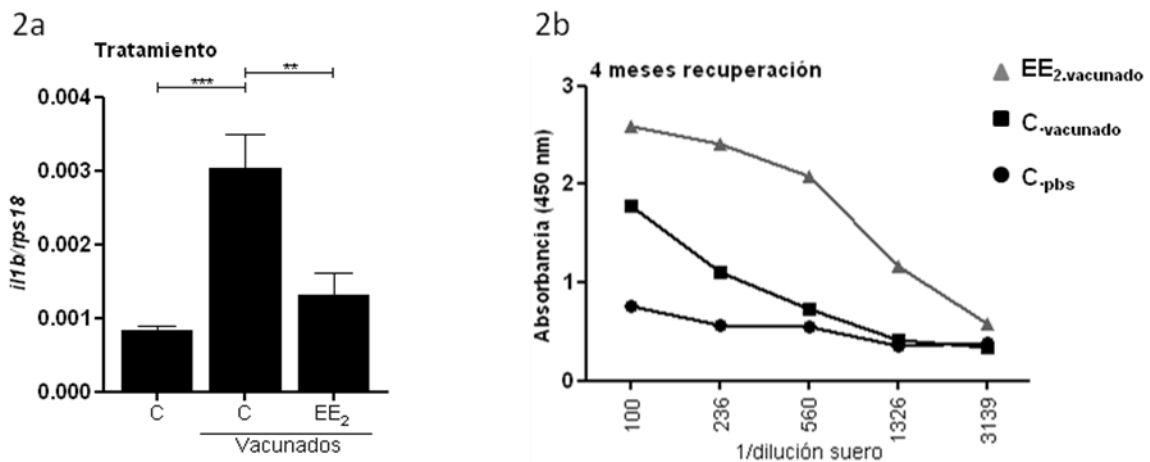 2a
Tratamiento
***
**
0.004
0.003
0.002
0.001
0.000
il1b/rps18
C
C
EE2
Vacunados
2b
4 meses recuperación
3
2
1
0
Absorbancia (450 nm)
100
236
560
1326
3139
1/dilución suero
EE2.vacunado
C.vacunado
C.pbs